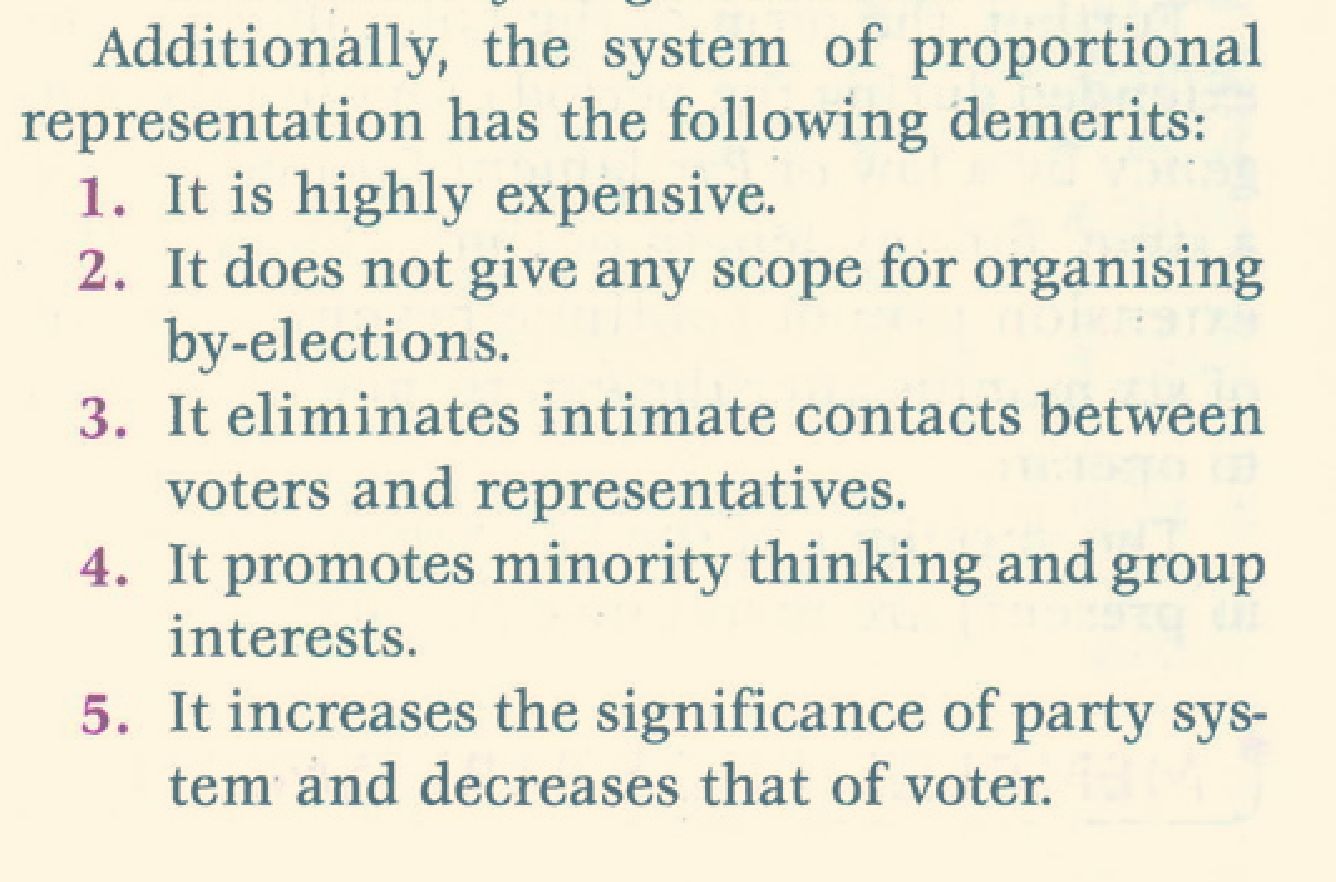 Additionally, the system of proportional
representation has the following demerits:
1. It is highly expensive.
2. It does not give any scope for organising
by-elections.
3. It eliminates intimate contacts between
voters and representatives.
4. It promotes minority thinking and group
interests.
5. It increases the significance of party sys-
tem and decreases that of voter.